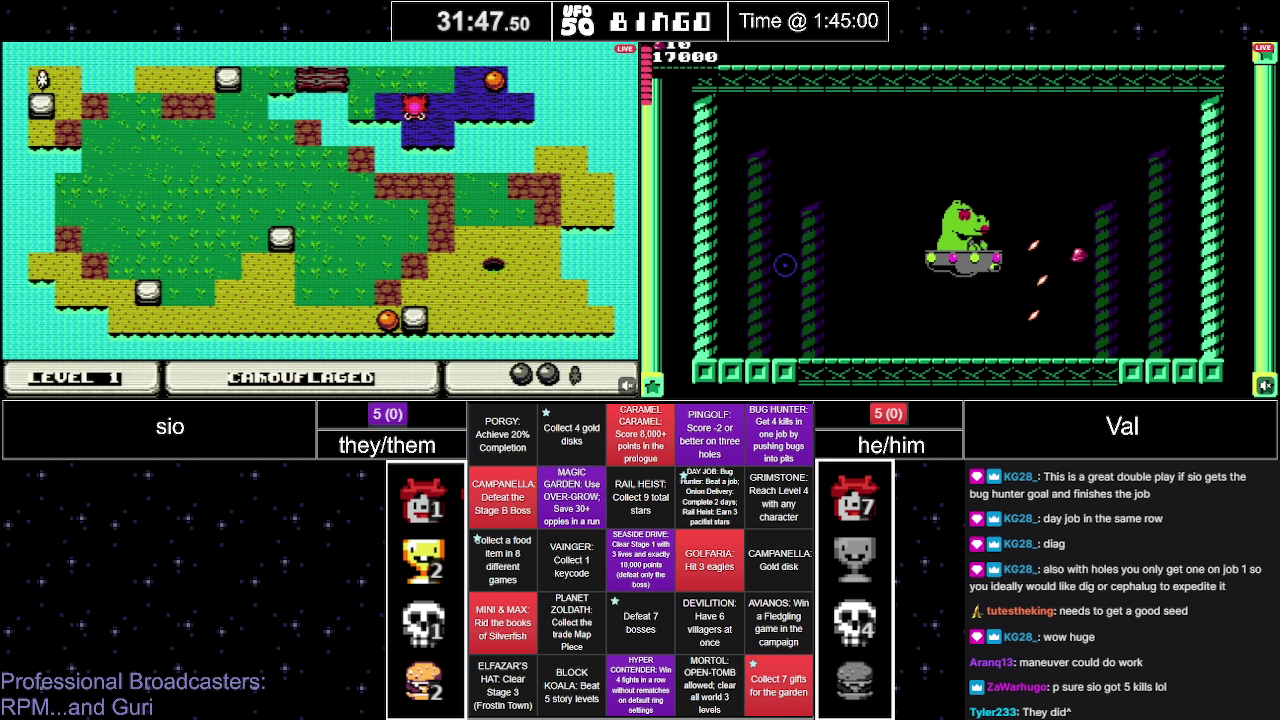 31:47.50
UFO 50
BINGO
Time @ 1:45:00
LIVE
LIVE
17000
LEVEL 1
CAMOUFLAGED
sio
5 (0)
they/them
5 (0)
he/him
Val
PORGY:
Achieve 20%
Completion
Collect 4 gold
disks
CARAMEL
CARAMEL:
Score 8,000+
points in the
prologue
PINGOLF:
Score -2 or
better on three
holes
BUG HUNTER:
Get 4 kills in
one job by
pushing bugs
into pits
CAMPANELLA:
Defeat the
Stage B Boss
MAGIC
GARDEN: Use
OVER-GROW;
Save 30+
oppies in a run
RAIL HEIST:
Collect 9 total
stars
DAY JOB: Bug
Hunter: Beat a job;
Onion Delivery:
Complete 2 days;
Rail Heist: Earn 3
pacifist stars
GRIMSTONE:
Reach Level 4
with any
character
Collect a food
item in 8
different
games
VAINGER:
Collect 1
keycode
SEASIDE DRIVE:
Clear Stage 1 with
3 lives and exactly
10,000 points
(defeat only the
boss)
GOLFARIA:
Hit 3 eagles
CAMPANELLA:
Gold disk
MINI & MAX:
Rid the books
of Silverfish
PLANET
ZOLDATH:
Collect the
trade Map
Piece
Defeat 7
bosses
DEVILITION:
Have 6
villagers at
once
AVIANOS: Win
a Fledgling
game in the
campaign
ELFAZAR'S
HAT: Clear
Stage 3
(Frostin Town)
BLOCK
KOALA: Beat
5 story levels
HYPER
CONTENDER: Win
4 fights in a row
without rematches
on default ring
settings
MORTOL:
OPEN-TOMB
allowed; clear
all world 3
levels
Collect 7 gifts
for the garden
1
2
1
2
7
4
KG28_: This is a great double play if sio gets the
bug hunter goal and finishes the job
KG28_: day job in the same row
KG28_: diag
KG28_: also with holes you only get one on job 1 so
you ideally would like dig or cephalug to expedite it
tutestheking: needs to get a good seed
KG28_: wow huge
Aranq13: maneuver could do work
ZaWarhugo: p sure sio got 5 kills lol
Tyler233: They did^
Professional Broadcasters:
RPM...and Guri